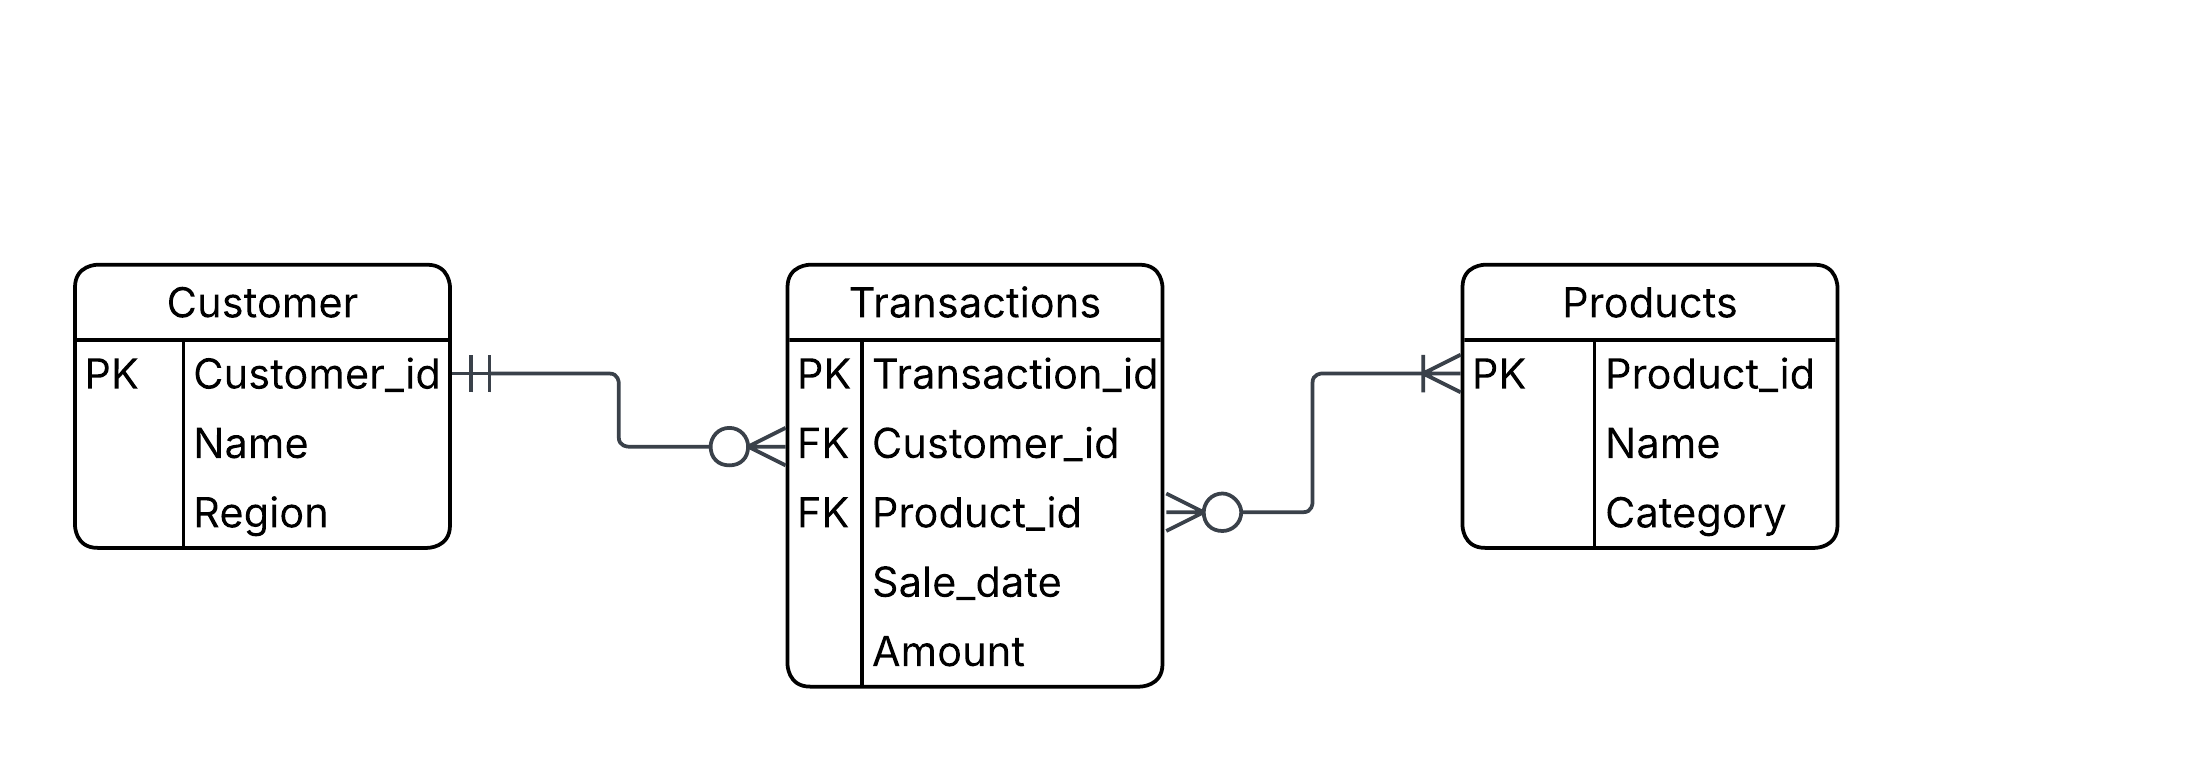 Customer
PK Customer_id
Name
Region
Transactions
PK Transaction_id
FK Customer_id
FK Product_id
Sale_date
Amount
Products
PK Product_id
Name
Category